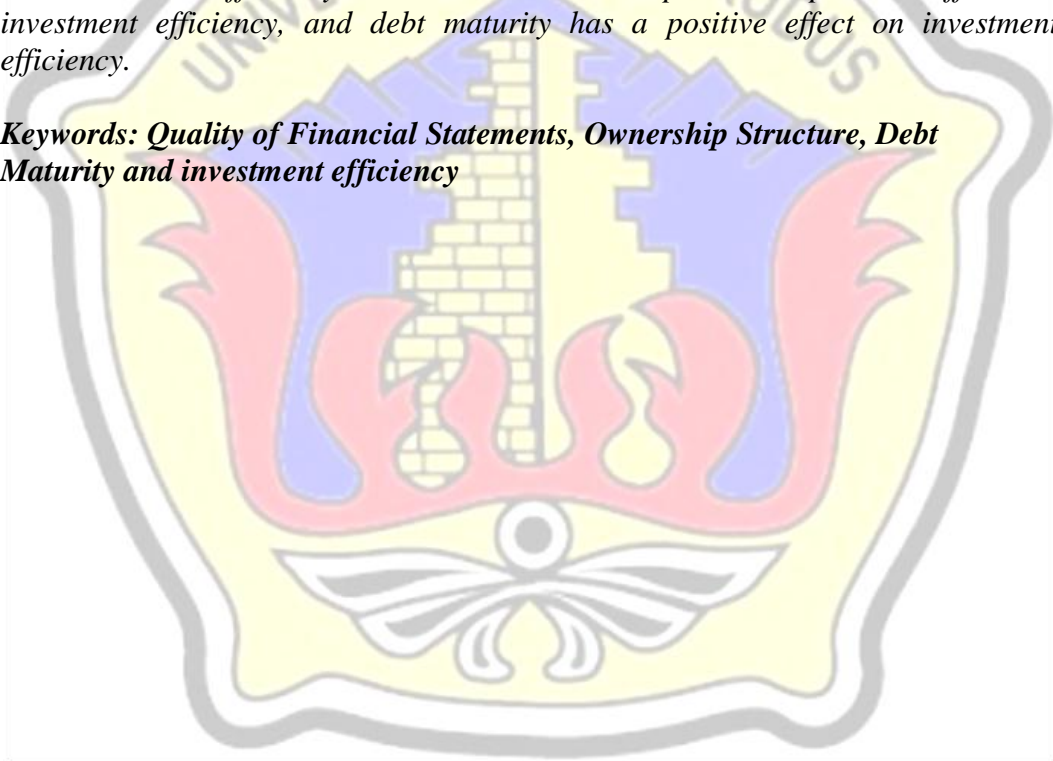 investment efficiency, and debt maturity has a positive effect on investment
efficiency.
Keywords: Quality of Financial Statements, Ownership Structure, Debt
Maturity and investment efficiency